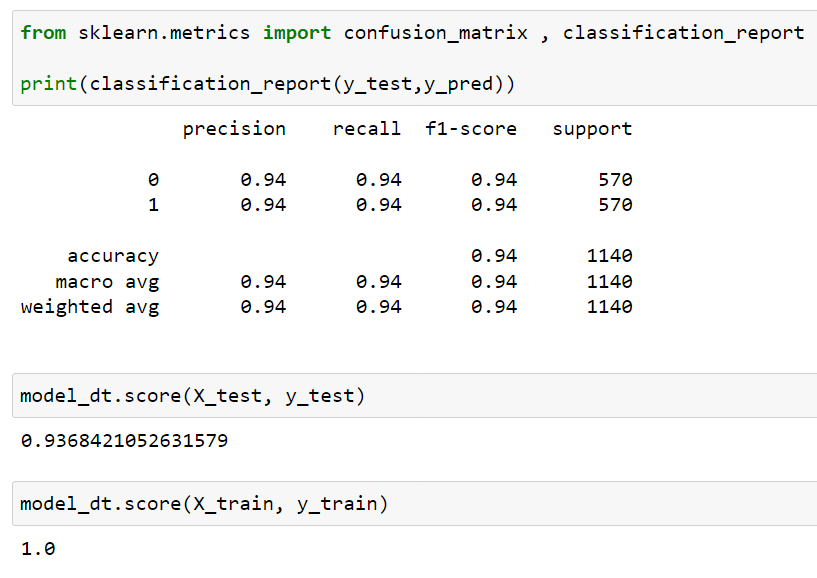 from sklearn.metrics import confusion_matrix , classification_report
print(classification_report(y_test,y_pred))
precision recall f1-score support
0 0.94 0.94 0.94 570
1 0.94 0.94 0.94 570
accuracy 0.94 1140
macro avg 0.94 0.94 0.94 1140
weighted avg 0.94 0.94 0.94 1140
model_dt.score(X_test, y_test)
0.9368421052631579
model_dt.score(X_train, y_train)
1.0